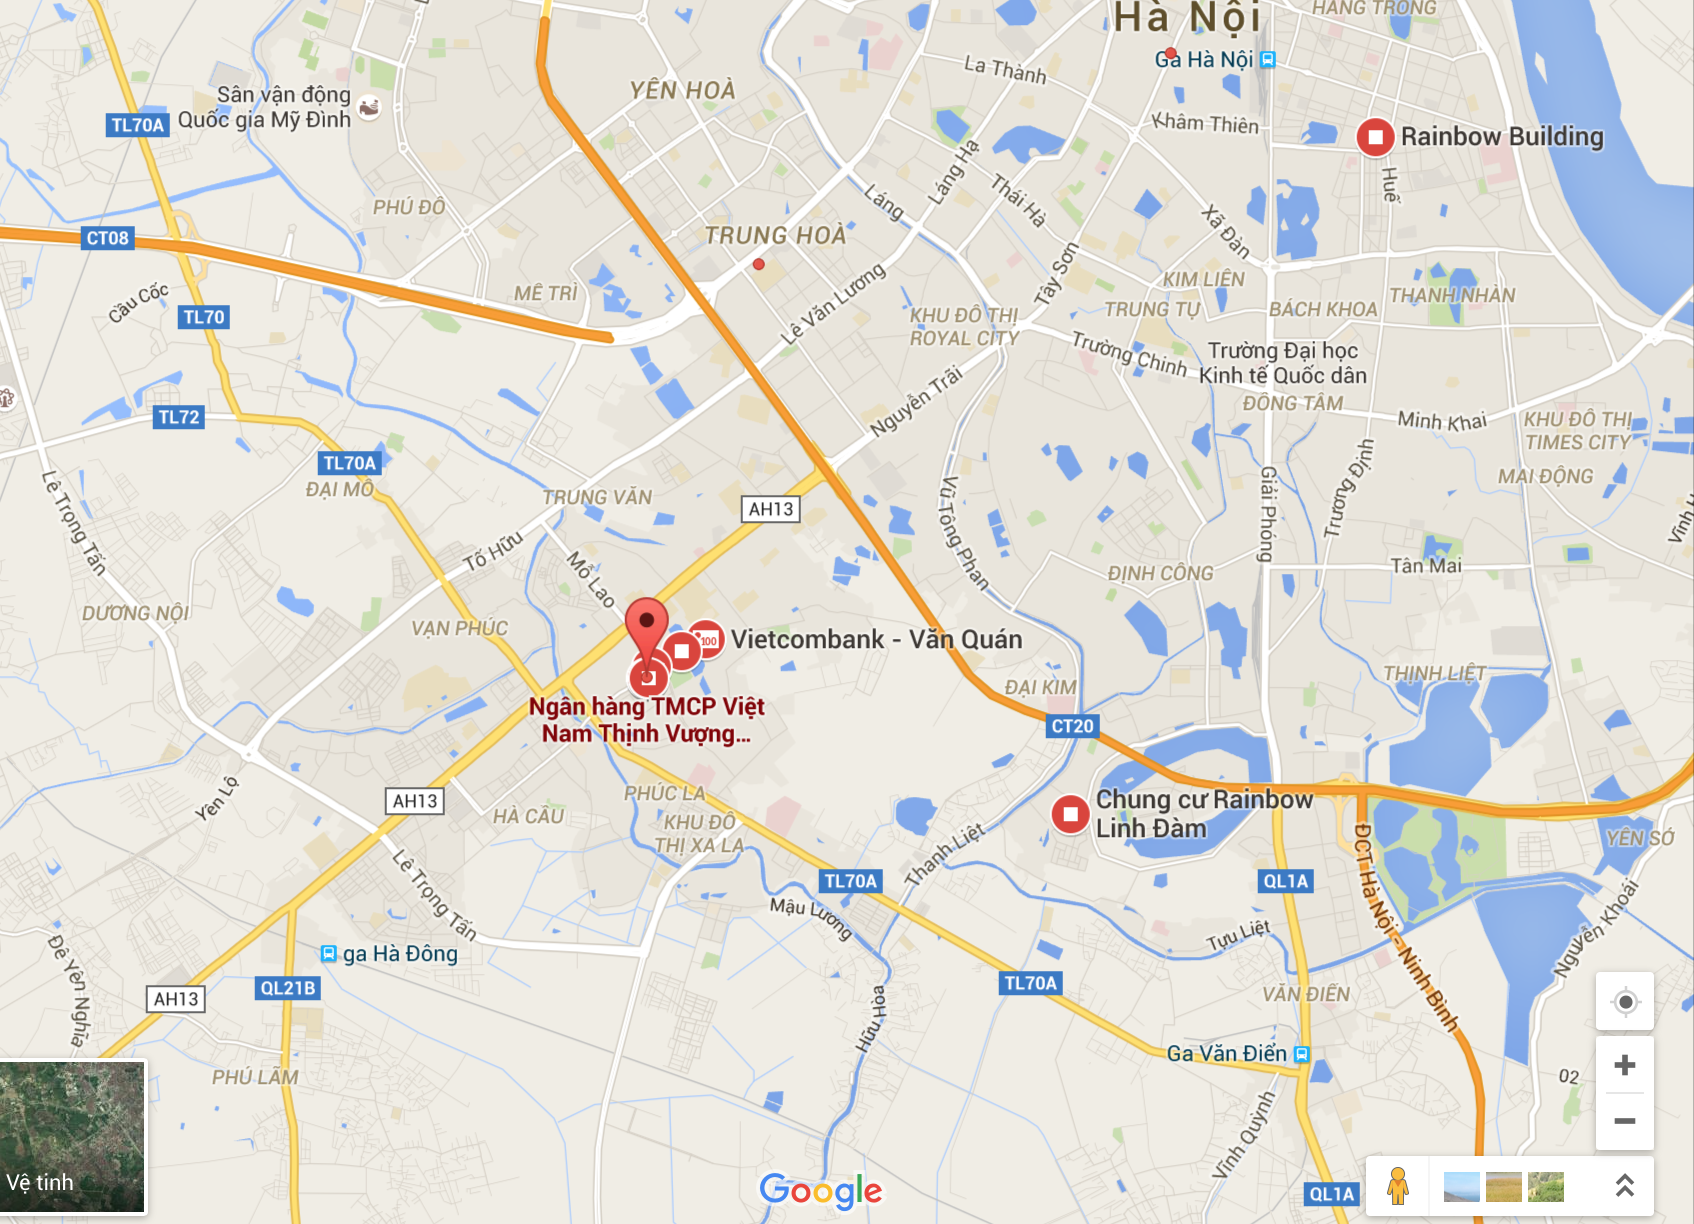 Hà Nội
HÀNG TRỐNG
Ga Hà Nội
La Thành
YÊN HOÀ
Sân vận động
Quốc gia Mỹ Đình
TL70A
Khâm Thiên
Rainbow Building
Láng Hạ
Huế
Thái Hà
Láng
PHÚ ĐÔ
Xã Đàn
CT08
TRUNG HOÀ
Tây Sơn
KIM LIÊN
Cầu Cốc
MỄ TRÌ
Lê Văn Lương
TL70
KHU ĐÔ THỊ
ROYAL CITY
TRUNG TỰ
BÁCH KHOA
THANH NHÀN
Trường Chinh
Trường Đại học
Kinh tế Quốc dân
Nguyễn Trãi
ĐỒNG TÂM
TL72
Minh Khai
KHU ĐÔ THỊ
TIMES CITY
TL70A
ĐẠI MỖ
Trương Định
MAI ĐỘNG
Lê Trọng Tấn
TRUNG VĂN
AH13
Vũ Tông Phan
Giải Phóng
Tố Hữu
Mỗ Lao
ĐỊNH CÔNG
Tân Mai
DƯƠNG NỘI
VẠN PHÚC
100
Vietcombank - Văn Quán
ĐẠI KIM
THỊNH LIỆT
Ngân hàng TMCP Việt
Nam Thịnh Vượng...
CT20
Yên Lộ
AH13
HÀ CẦU
PHÚC LA
KHU ĐÔ
THỊ XA LA
Chung cư Rainbow
Linh Đàm
YÊN SỞ
Lê Trọng Tấn
Thanh Liệt
TL70A
QL1A
ĐCT Hà Nội - Ninh Bình
Mậu Lương
Tựu Liệt
Nguyễn Khoái
Đê Yên Nghĩa
ga Hà Đông
QL21B
AH13
TL70A
VĂN ĐIỂN
Hữu Hòa
Ga Văn Điển
PHÚ LÃM
02
Vĩnh Quỳnh
Vệ tinh
Google
QL1A